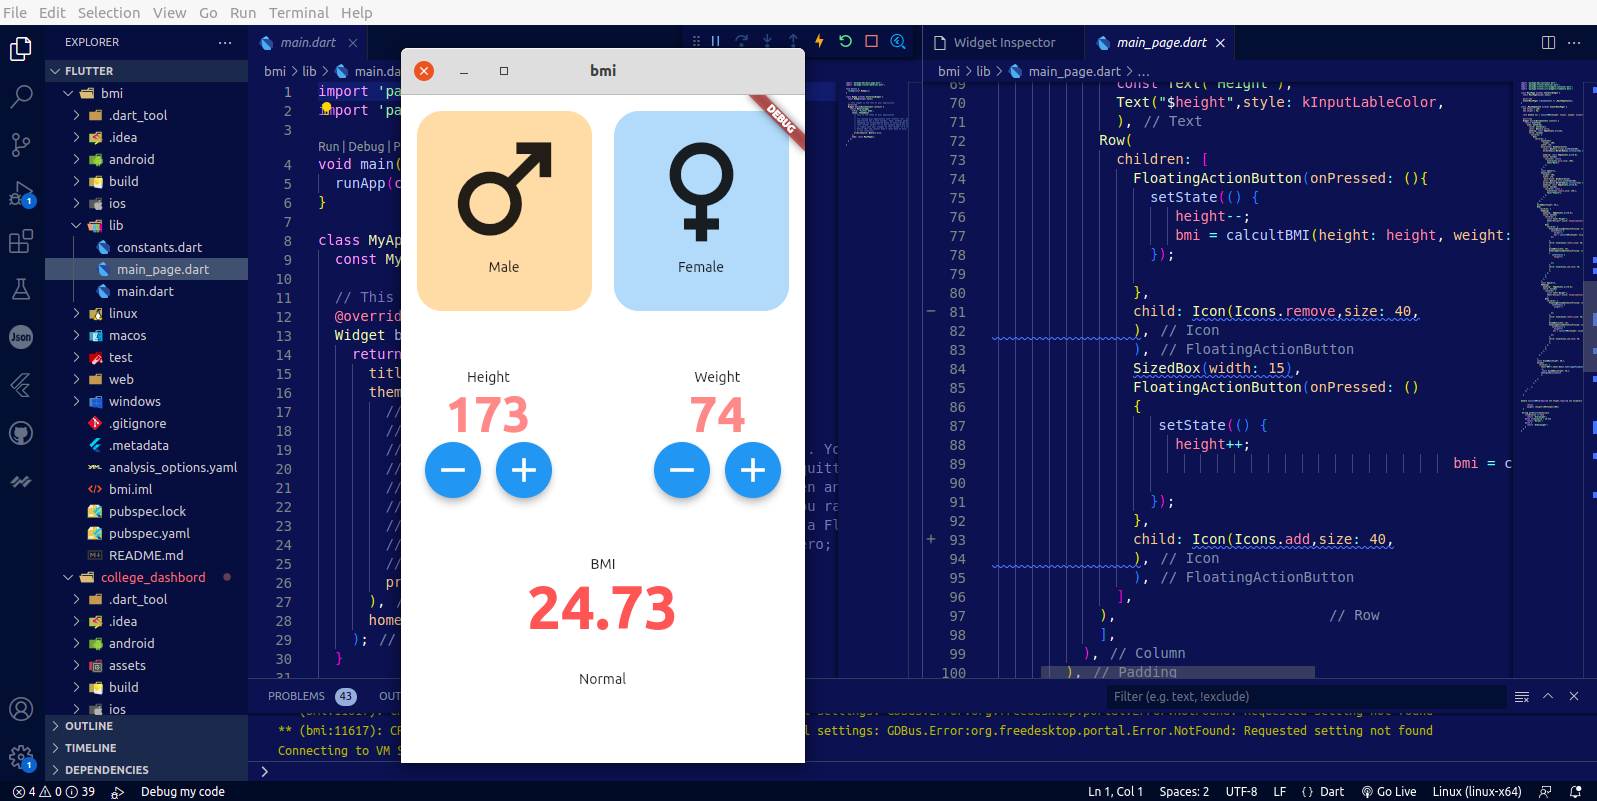 File Edit Selection View Go Run Terminal Help
EXPLORER
FLUTTER
bmi
.dart_tool
.idea
android
build
ios
lib
constants.dart
main_page.dart
main.dart
linux
macos
test
web
windows
.gitignore
.metadata
analysis_options.yaml
bmi.iml
pubspec.lock
pubspec.yaml
README.md
college_dashbord
.dart_tool
.idea
android
assets
build
ios
OUTLINE
TIMELINE
DEPENDENCIES
Json
1
1
main.dart
bmi > lib > main.da
1 import 'pa
2 import 'pa
3
Run | Debug | P
4 void main(
5 runApp(c
6 }
7
8 class MyAp
9 const My
10
11 // This
12 @overrid
13 Widget b
14 return
15 titl
16 them
17 //
18 //
19 // . Yo
20 // uitt
21 // n an
22 // u ra
23 // a Fl
24 // ro;
25 //
26 pr
27 ), /
28 home
29 ); //
30 }
bmi
DEBUG
Male
Female
Height
Weight
173
74
BMI
24.73
Normal
Widget Inspector
main_page.dart
bmi > lib > main_page.dart > ...
69 const Text("Height"),
70 Text("$height",style: kInputLableColor,
71 ), // Text
72 Row(
73 children: [
74 FloatingActionButton(onPressed: (){
75 setState(() {
76 height--;
77 bmi = calcultBMI(height: height, weight:
78 });
79
80 },
81 child: Icon(Icons.remove,size: 40,
82 ), // Icon
83 ), // FloatingActionButton
84 SizedBox(width: 15),
85 FloatingActionButton(onPressed: ()
86 {
87 setState(() {
88 height++;
89 bmi = c
90
91 });
92 },
93 child: Icon(Icons.add,size: 40,
94 ), // Icon
95 ), // FloatingActionButton
96 ],
97 ), // Row
98 ],
99 ), // Column
100 ), // Padding
PROBLEMS 43 OUT
Filter (e.g. text, !exclude)
** (bmi:11617): CR l settings: GDBus.Error:org.freedesktop.portal.Error.NotFound: Requested setting not found
Connecting to VM S
4 0 39 Debug my code
Ln 1, Col 1 Spaces: 2 UTF-8 LF {} Dart Go Live Linux (linux-x64)